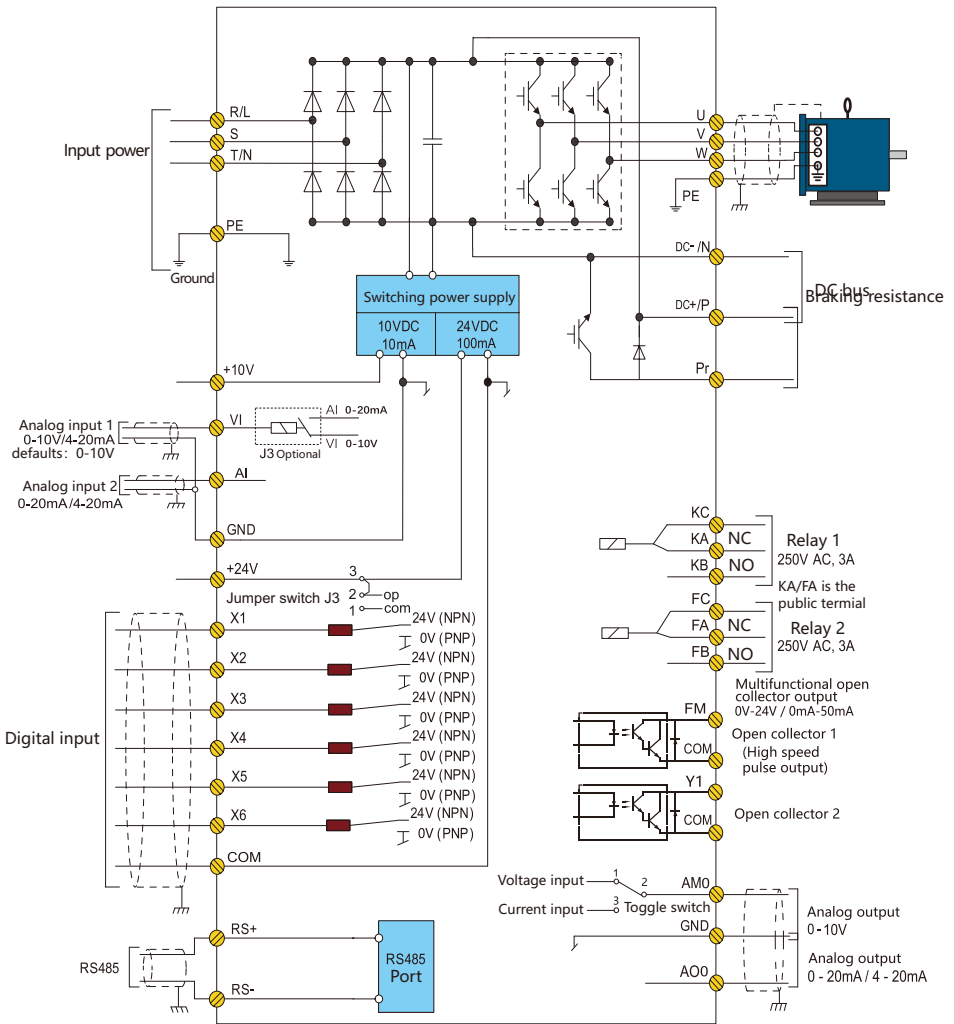 R/L
S
T/N
Input power
PE
Ground
U
V
W
PE
DC-/N
DC bus
Braking resistance
DC+/P
Pr
Switching power supply
10VDC
10mA
24VDC
100mA
+10V
VI
AI 0-20mA
VI 0-10V
J3 Optional
Analog input 1
0-10V/4-20mA
defaults: 0-10V
AI
Analog input 2
0-20mA/4-20mA
GND
+24V
Jumper switch J3
3
2
op
1
com
Digital input
X1
24V (NPN)
0V (PNP)
X2
24V (NPN)
0V (PNP)
X3
24V (NPN)
0V (PNP)
X4
24V (NPN)
0V (PNP)
X5
24V (NPN)
0V (PNP)
X6
24V (NPN)
0V (PNP)
COM
RS485
RS+
RS-
RS485
Port
KC
KA
NC
KB
NO
Relay 1
250V AC, 3A
KA/FA is the
public termial
FC
FA
NC
FB
NO
Relay 2
250V AC, 3A
Multifunctional open
collector output
0V-24V / 0mA-50mA
FM
COM
Open collector 1
(High speed
pulse output)
Y1
COM
Open collector 2
Voltage input
1
2
Current input
3
Toggle switch
AM0
GND
AO0
Analog output
0-10V
Analog output
0 - 20mA / 4 - 20mA